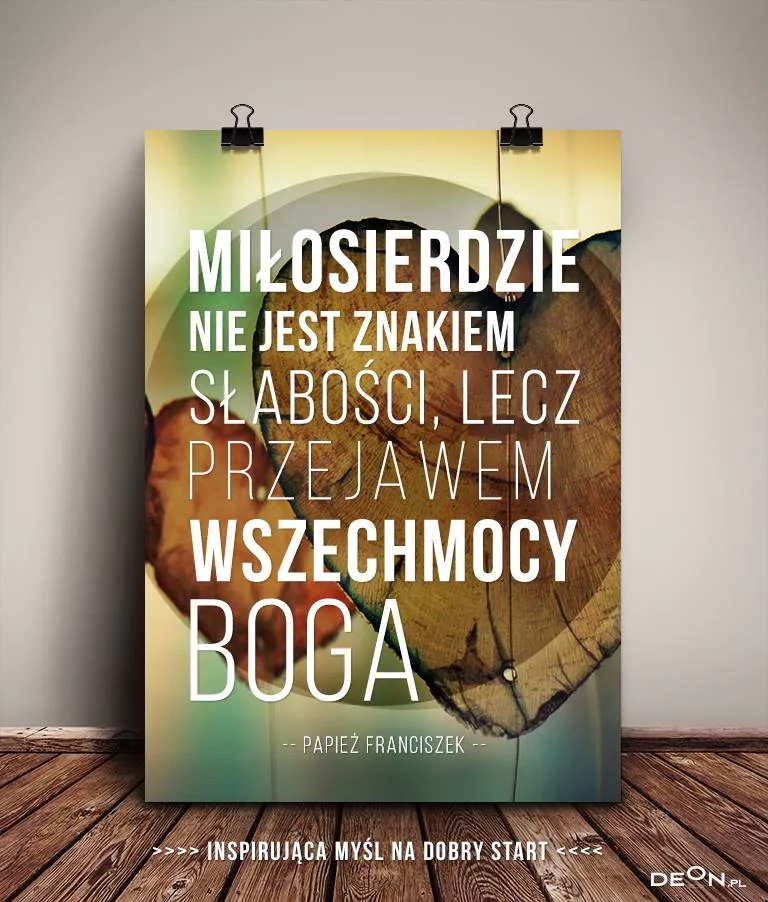 MIŁOSIERDZIE
NIE JEST ZNAKIEM
SŁABOŚCI, LECZ
PRZEJAWEM
WSZECHMOCY
BOGA
-- PAPIEŻ FRANCISZEK --
>>>> INSPIRUJĄCA MYŚL NA DOBRY START <<<<
DEON.PL